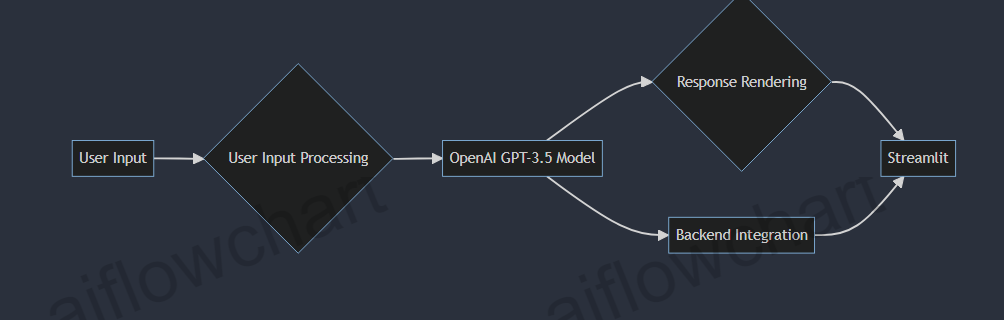 Response Rendering
User Input
User Input Processing
OpenAI GPT-3.5 Model
Streamlit
Backend Integration
aiflowchart
aiflowchart